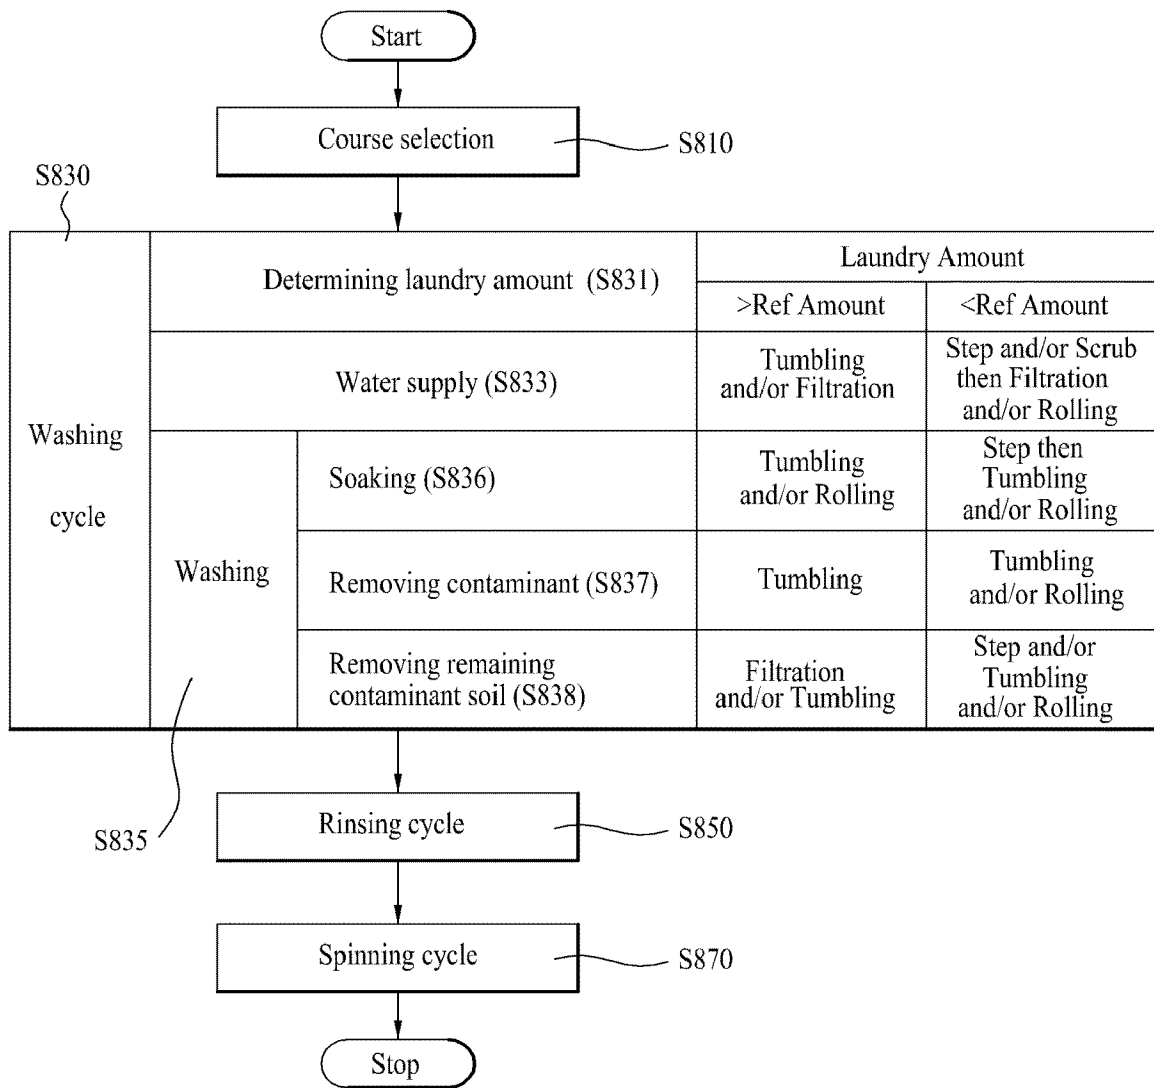 Start
Course selection
S810
S830
Washing
cycle
Determining laundry amount (S831)
Laundry Amount
>Ref Amount
<Ref Amount
Water supply (S833)
Tumbling
and/or Filtration
Step and/or Scrub
then Filtration
and/or Rolling
Washing
Soaking (S836)
Tumbling
and/or Rolling
Step then
Tumbling
and/or Rolling
Removing contaminant (S837)
Tumbling
Tumbling
and/or Rolling
Removing remaining
contaminant soil (S838)
Filtration
and/or Tumbling
Step and/or
Tumbling
and/or Rolling
S835
Rinsing cycle
S850
Spinning cycle
S870
Stop